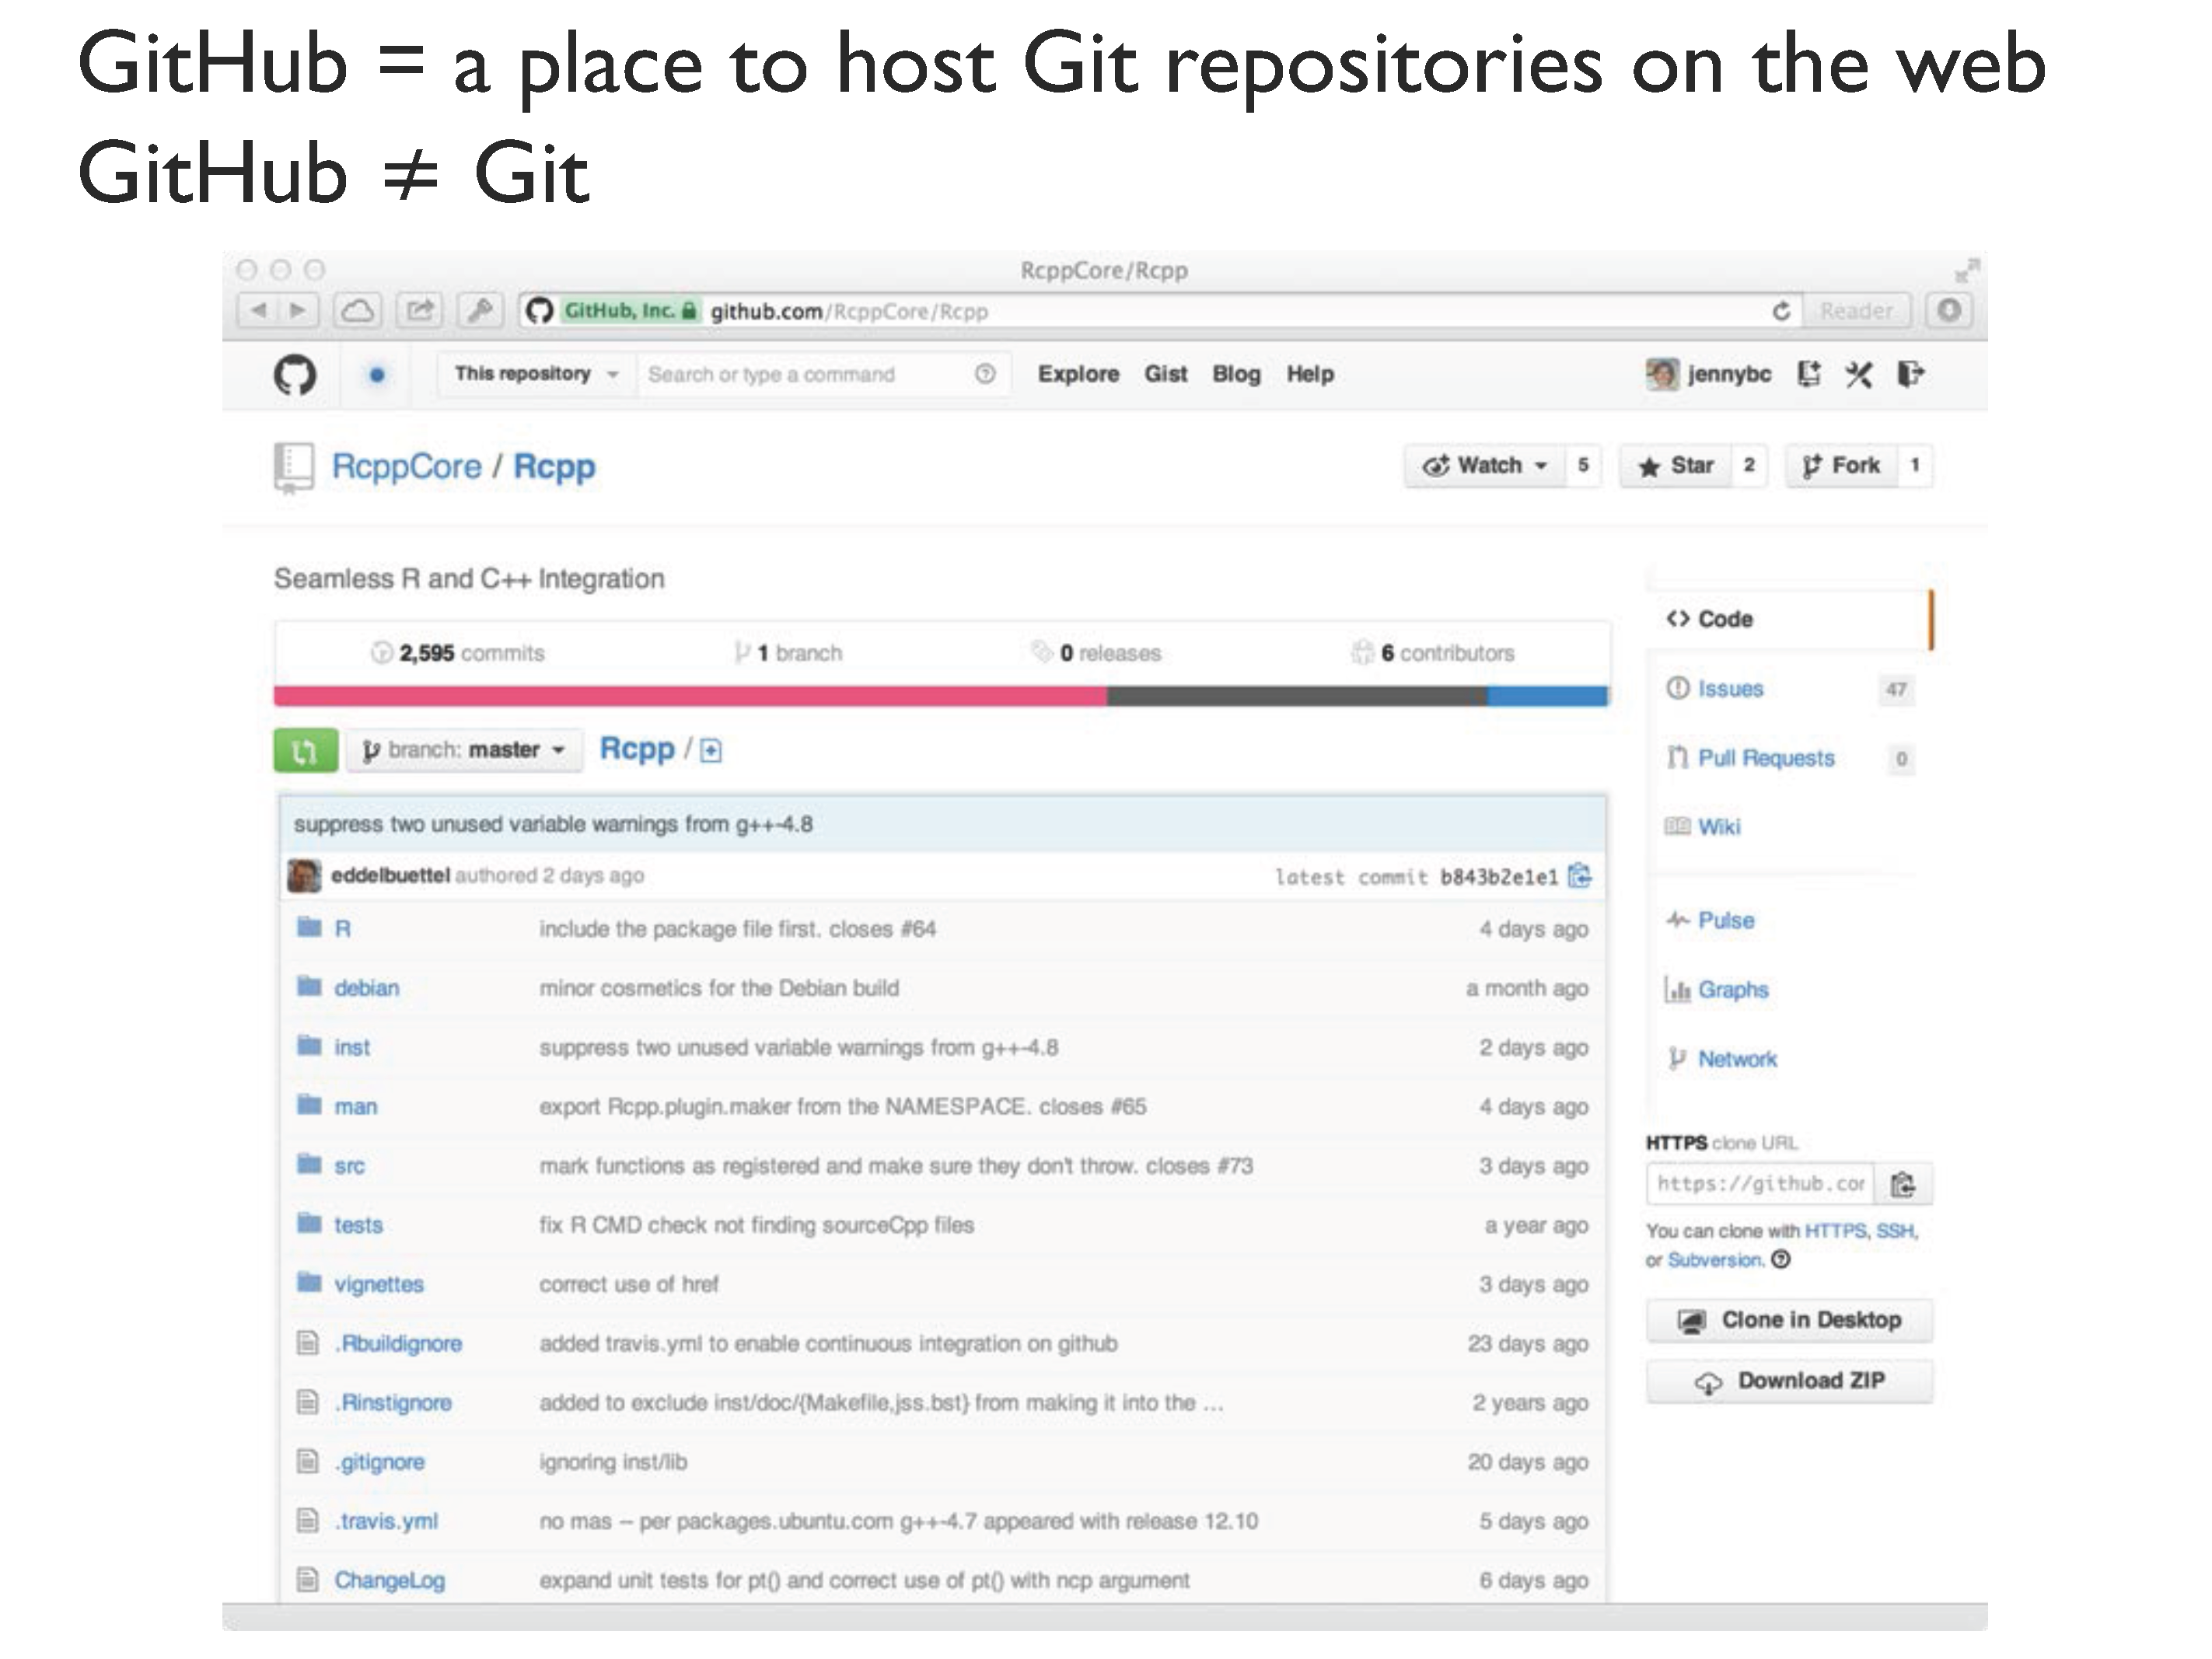 GitHub = a place to host Git repositories on the web
GitHub ≠ Git
RcppCore/Rcpp
GitHub, Inc. github.com/RcppCore/Rcpp Reader
This repository Search or type a command Explore Gist Blog Help jennybc
RcppCore / Rcpp Watch 5 Star 2 Fork 1
Seamless R and C++ Integration
2,595 commits 1 branch 0 releases 6 contributors
branch: master Rcpp /
suppress two unused variable warnings from g++-4.8
eddelbuettel authored 2 days ago latest commit b843b2e1e1
R include the package file first. closes #64 4 days ago
debian minor cosmetics for the Debian build a month ago
inst suppress two unused variable warnings from g++-4.8 2 days ago
man export Rcpp.plugin.maker from the NAMESPACE. closes #65 4 days ago
src mark functions as registered and make sure they don't throw. closes #73 3 days ago
tests fix R CMD check not finding sourceCpp files a year ago
vignettes correct use of href 3 days ago
.Rbuildignore added travis.yml to enable continuous integration on github 23 days ago
.Rinstignore added to exclude inst/doc/{Makefile,jss.bst} from making it into the ... 2 years ago
.gitignore ignoring inst/lib 20 days ago
.travis.yml no mas -- per packages.ubuntu.com g++-4.7 appeared with release 12.10 5 days ago
ChangeLog expand unit tests for pt() and correct use of pt() with ncp argument 6 days ago
Code
Issues 47
Pull Requests 0
Wiki
Pulse
Graphs
Network
HTTPS clone URL
https://github.cor
You can clone with HTTPS, SSH,
or Subversion.
Clone in Desktop
Download ZIP